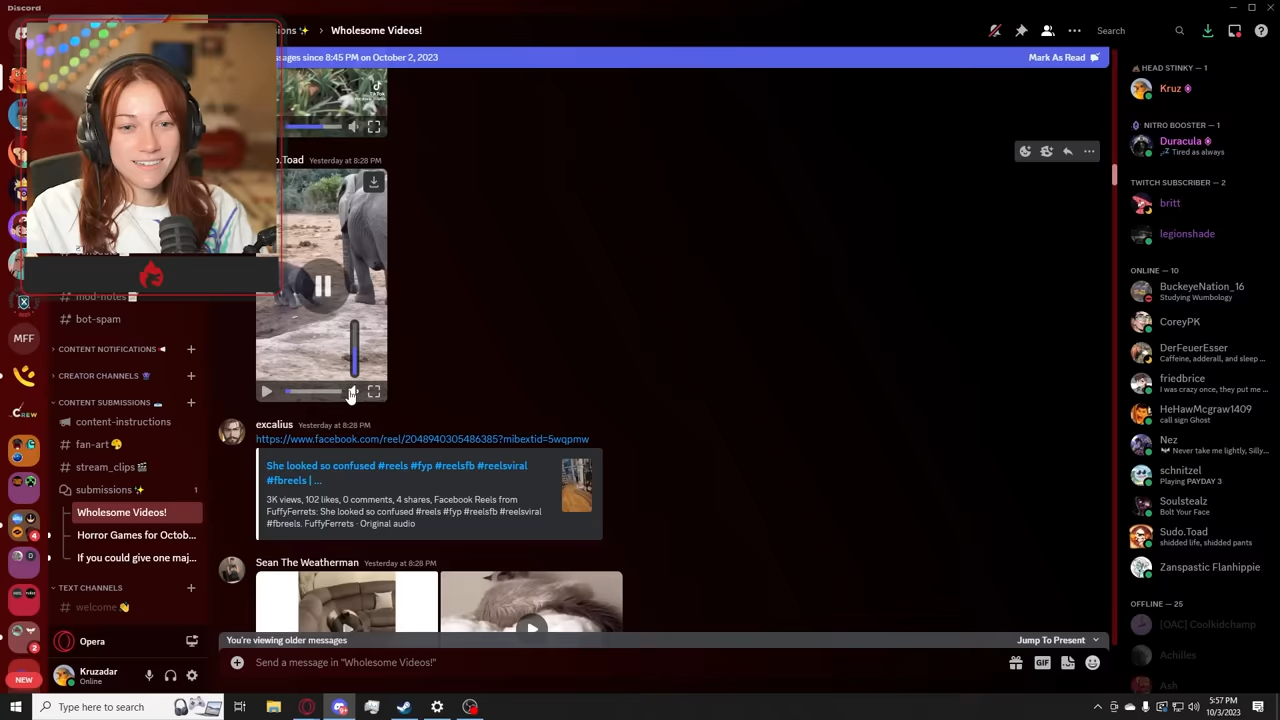 Discord
ions ✨ › Wholesome Videos!
Search
sages since 8:45 PM on October 2, 2023
Mark As Read
TikTok
o.Toad Yesterday at 8:28 PM
excalius Yesterday at 8:28 PM
https://www.facebook.com/reel/2048940305486385?mibextid=5wqpmw
She looked so confused #reels #fyp #reelsfb #reelsviral
#fbreels. | ...
3K views, 102 likes, 0 comments, 4 shares, Facebook Reels from
FuffyFerrets: She looked so confused #reels #fyp #reelsfb #reelsviral
#fbreels. FuffyFerrets · Original audio
Sean The Weatherman Yesterday at 8:28 PM
You're viewing older messages
Jump To Present
Send a message in "Wholesome Videos!"
GIF
MFF
CREW
4
D
2
NEW
# mod-notes
# bot-spam
CONTENT NOTIFICATIONS
CREATOR CHANNELS
CONTENT SUBMISSIONS
content-instructions
# fan-art
# stream_clips
submissions ✨ 1
Wholesome Videos!
Horror Games for Octob...
If you could give one maj...
TEXT CHANNELS
# welcome 👋
Opera
Kruzadar
Online
HEAD STINKY — 1
Kruz
NITRO BOOSTER — 1
Duracula
Tired as always
TWITCH SUBSCRIBER — 2
britt
legionshade
ONLINE — 10
BuckeyeNation_16
Studying Wumbology
CoreyPK
DerFeuerEsser
Caffeine, adderall, and sleep ...
friedbrice
I was crazy once, they put me ...
HeHawMcgraw1409
call sign Ghost
Nez
Never take me lightly, Silly...
schnitzel
Playing PAYDAY 3
Soulstealz
Bolt Your Face
Sudo.Toad
shidded life, shidded pants
Zanspastic Flanhippie
OFFLINE — 25
[OAC] Coolkidchamp
Achilles
Ash
Type here to search
5:57 PM
10/3/2023